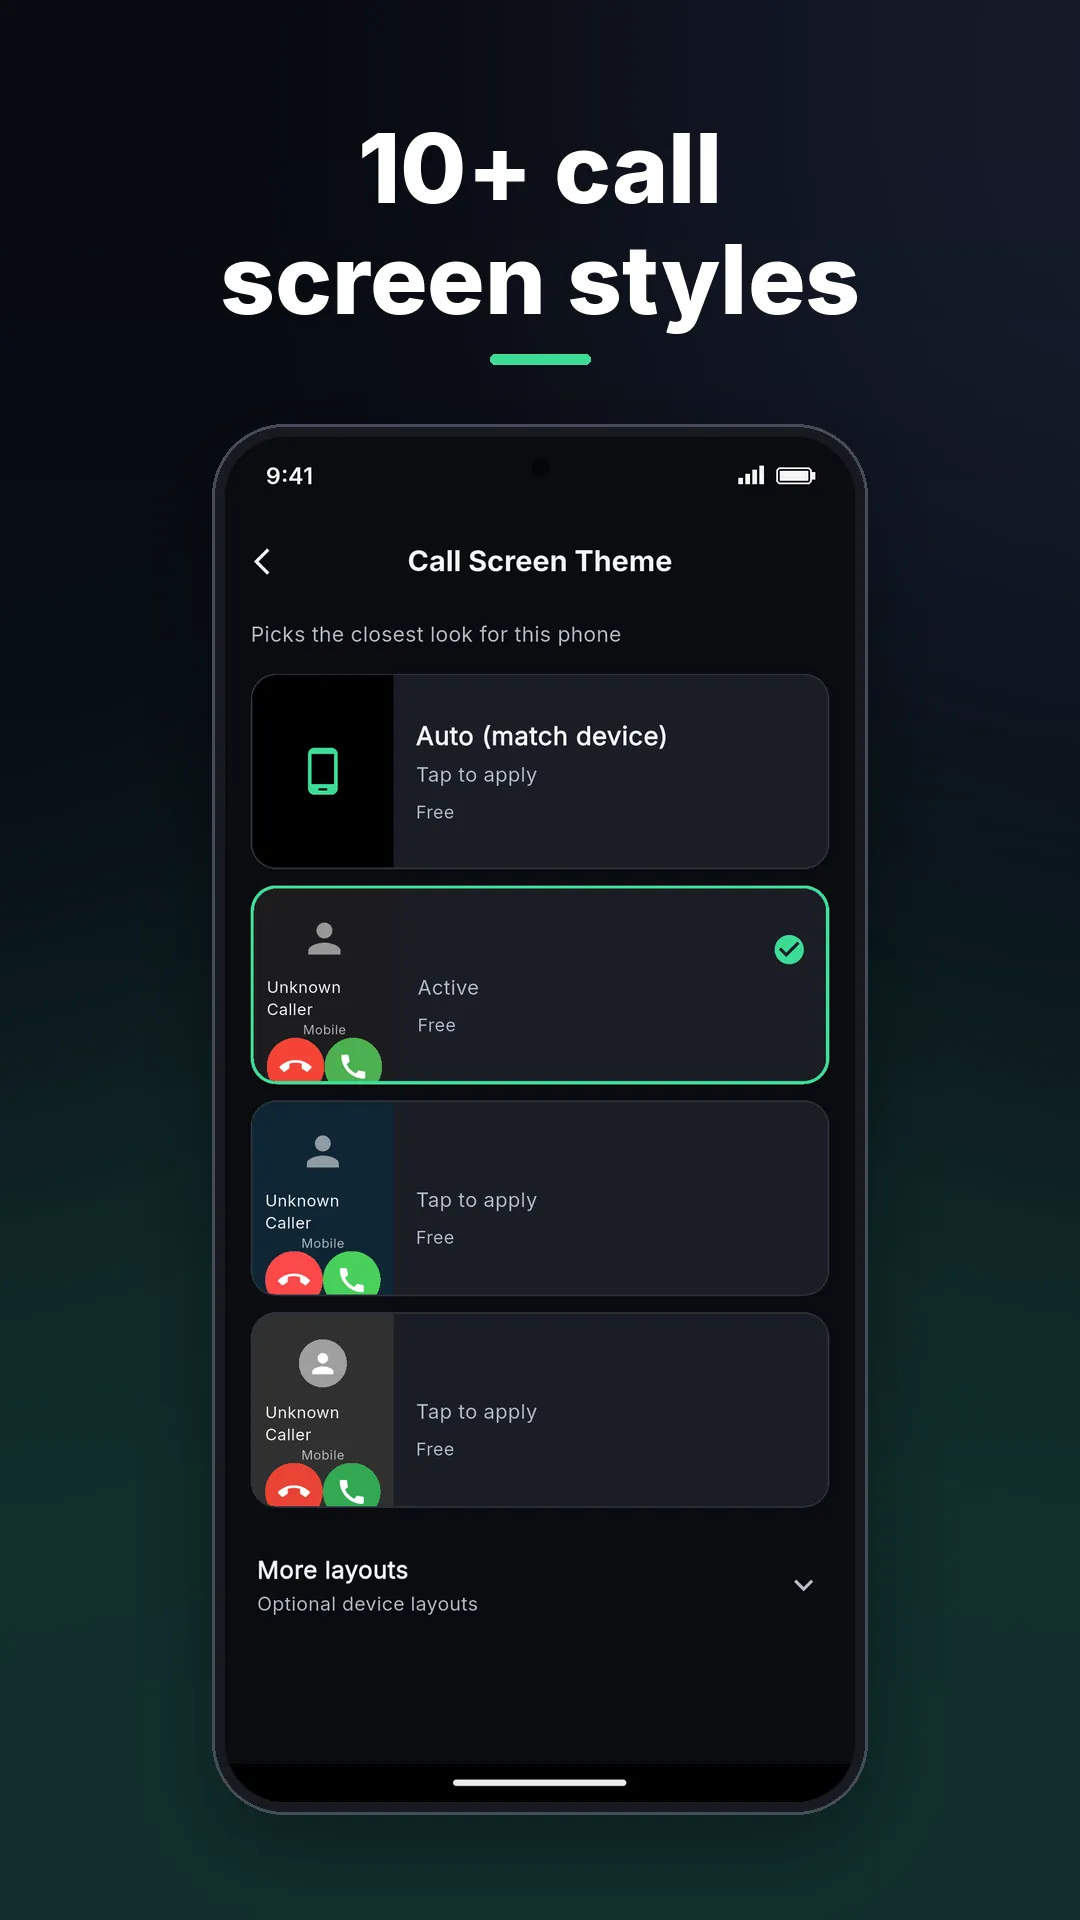 10+ call
screen styles
9:41
Call Screen Theme
Picks the closest look for this phone
Auto (match device)
Tap to apply
Free
Unknown
Caller
Mobile
Active
Free
Unknown
Caller
Mobile
Tap to apply
Free
Unknown
Caller
Mobile
Tap to apply
Free
More layouts
Optional device layouts